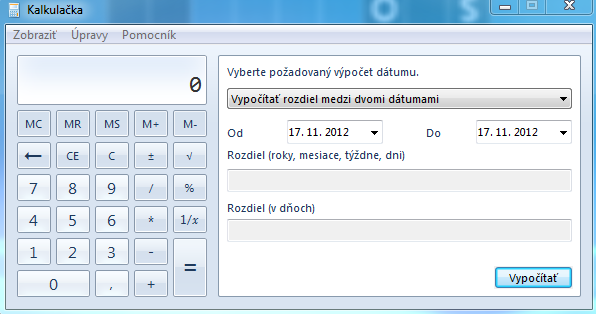 Kalkulačka
Zobraziť Úpravy Pomocník
0
MC MR MS M+ M-
← CE C ± √
7 8 9 / %
4 5 6 * 1/x
1 2 3 - =
0 , +
Vyberte požadovaný výpočet dátumu.
Vypočítať rozdiel medzi dvomi dátumami
Od 17. 11. 2012 Do 17. 11. 2012
Rozdiel (roky, mesiace, týždne, dni)
Rozdiel (v dňoch)
Vypočítať